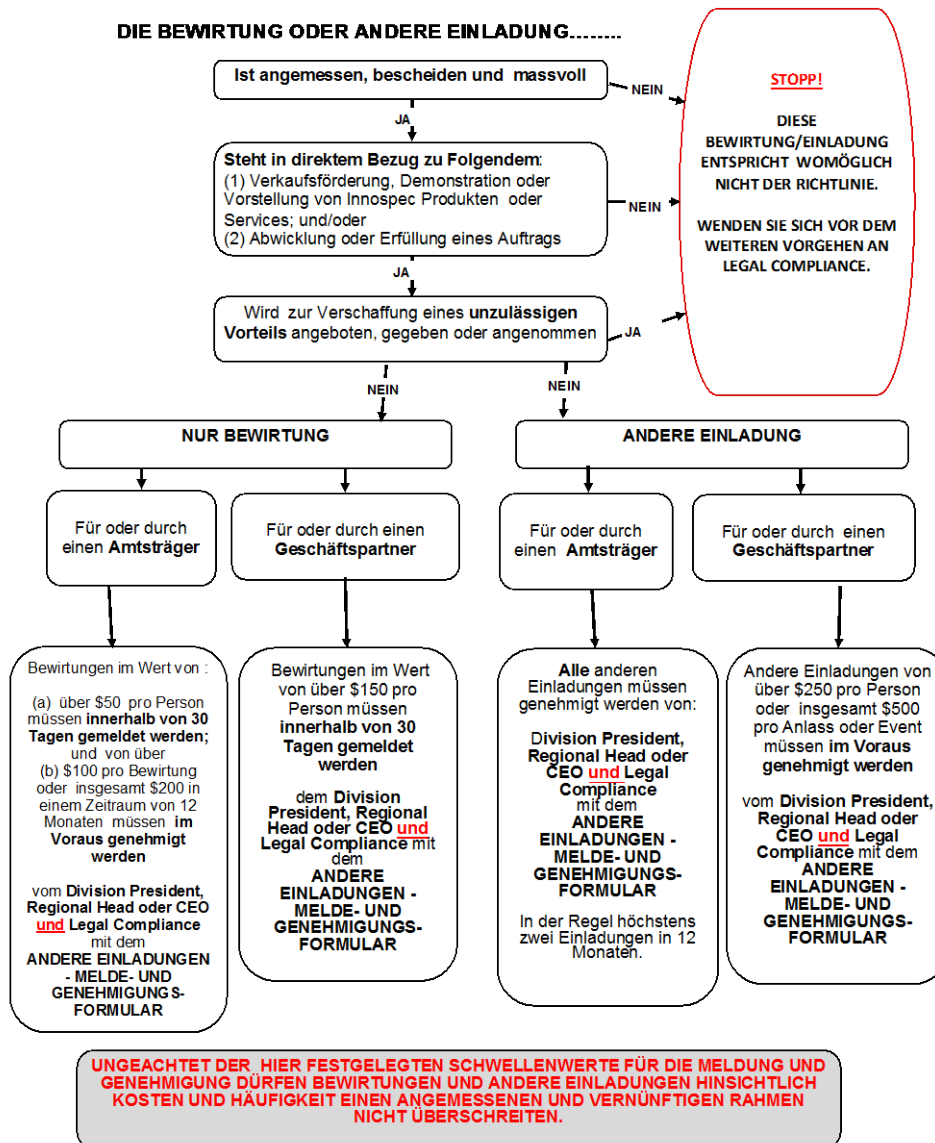 DIE BEWIRTUNG ODER ANDERE EINLADUNG........
Ist angemessen, bescheiden und massvoll
NEIN
STOPP!
DIESE
BEWIRTUNG/EINLADUNG
ENTSPRICHT WOMÖGLICH
NICHT DER RICHTLINIE.
WENDEN SIE SICH VOR DEM
WEITEREN VORGEHEN AN
LEGAL COMPLIANCE.
JA
Steht in direktem Bezug zu Folgendem:
(1) Verkaufsförderung, Demonstration oder
Vorstellung von Innospec Produkten oder
Services; und/oder
(2) Abwicklung oder Erfüllung eines Auftrags
NEIN
JA
Wird zur Verschaffung eines unzulässigen
Vorteils angeboten, gegeben oder angenommen
JA
NEIN
NEIN
NUR BEWIRTUNG
ANDERE EINLADUNG
Für oder durch
einen Amtsträger
Für oder durch einen
Geschäftspartner
Für oder durch
einen Amtsträger
Für oder durch einen
Geschäftspartner
Bewirtungen im Wert von :
(a) über $50 pro Person
müssen innerhalb von 30
Tagen gemeldet werden;
und von über
(b) $100 pro Bewirtung
oder insgesamt $200 in
einem Zeitraum von 12
Monaten müssen im
Voraus genehmigt
werden
vom Division President,
Regional Head oder CEO
und Legal Compliance
mit dem
ANDERE EINLADUNGEN
- MELDE- UND
GENEHMIGUNGS-
FORMULAR
Bewirtungen im Wert
von über $150 pro
Person müssen
innerhalb von 30
Tagen gemeldet
werden
dem Division
President, Regional
Head oder CEO und
Legal Compliance mit
dem
ANDERE
EINLADUNGEN -
MELDE- UND
GENEHMIGUNGS-
FORMULAR
Alle anderen
Einladungen müssen
genehmigt werden von:
Division President,
Regional Head oder
CEO und Legal
Compliance
mit dem
ANDERE
EINLADUNGEN -
MELDE- UND
GENEHMIGUNGS-
FORMULAR
In der Regel höchstens
zwei Einladungen in 12
Monaten.
Andere Einladungen von
über $250 pro Person
oder insgesamt $500
pro Anlass oder Event
müssen im Voraus
genehmigt werden
vom Division President,
Regional Head oder
CEO und Legal
Compliance mit dem
ANDERE
EINLADUNGEN -
MELDE- UND
GENEHMIGUNGS-
FORMULAR
UNGEACHTET DER HIER FESTGELEGTEN SCHWELLENWERTE FÜR DIE MELDUNG UND
GENEHMIGUNG DÜRFEN BEWIRTUNGEN UND ANDERE EINLADUNGEN HINSICHTLICH
KOSTEN UND HÄUFIGKEIT EINEN ANGEMESSENEN UND VERNÜNFTIGEN RAHMEN
NICHT ÜBERSCHREITEN.